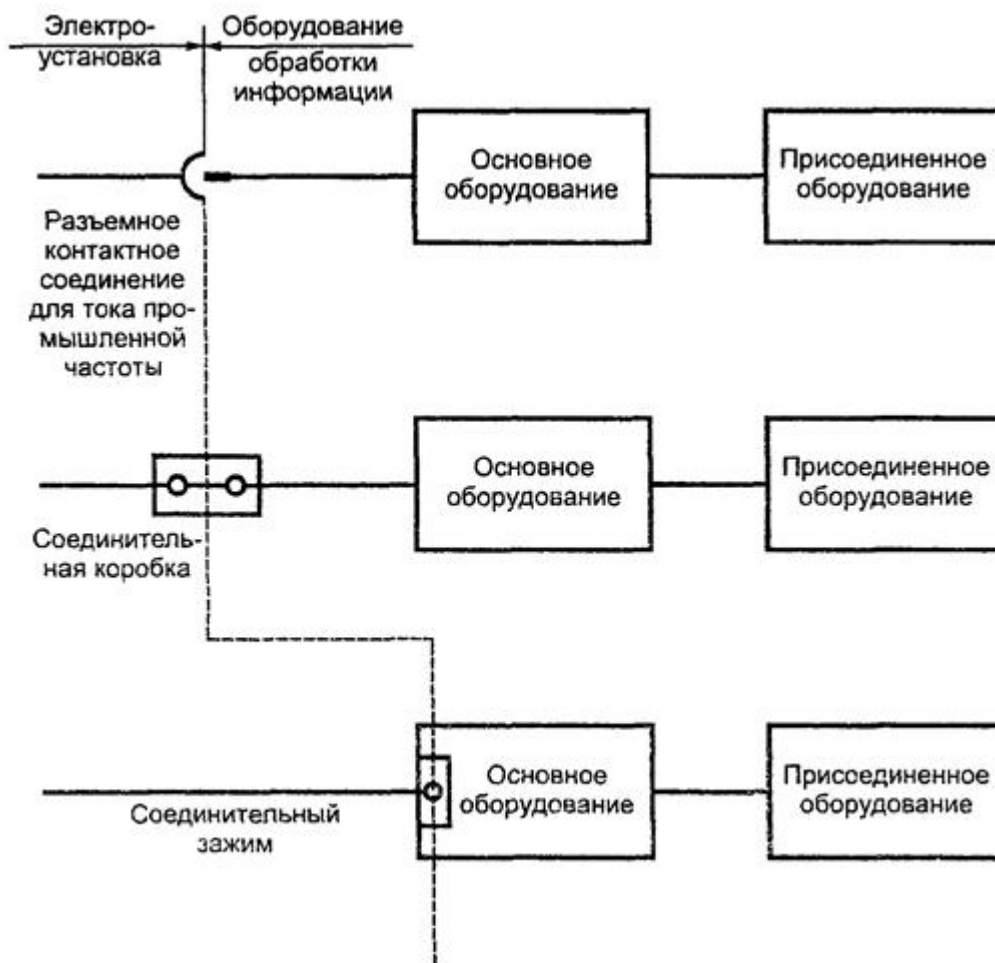 Электро-
установка
Оборудование
обработки
информации
Основное
оборудование
Присоединенное
оборудование
Разъемное
контактное
соединение
для тока про-
мышленной
частоты
Основное
оборудование
Присоединенное
оборудование
Соединитель-
ная коробка
Основное
оборудование
Присоединенное
оборудование
Соединительный
зажим